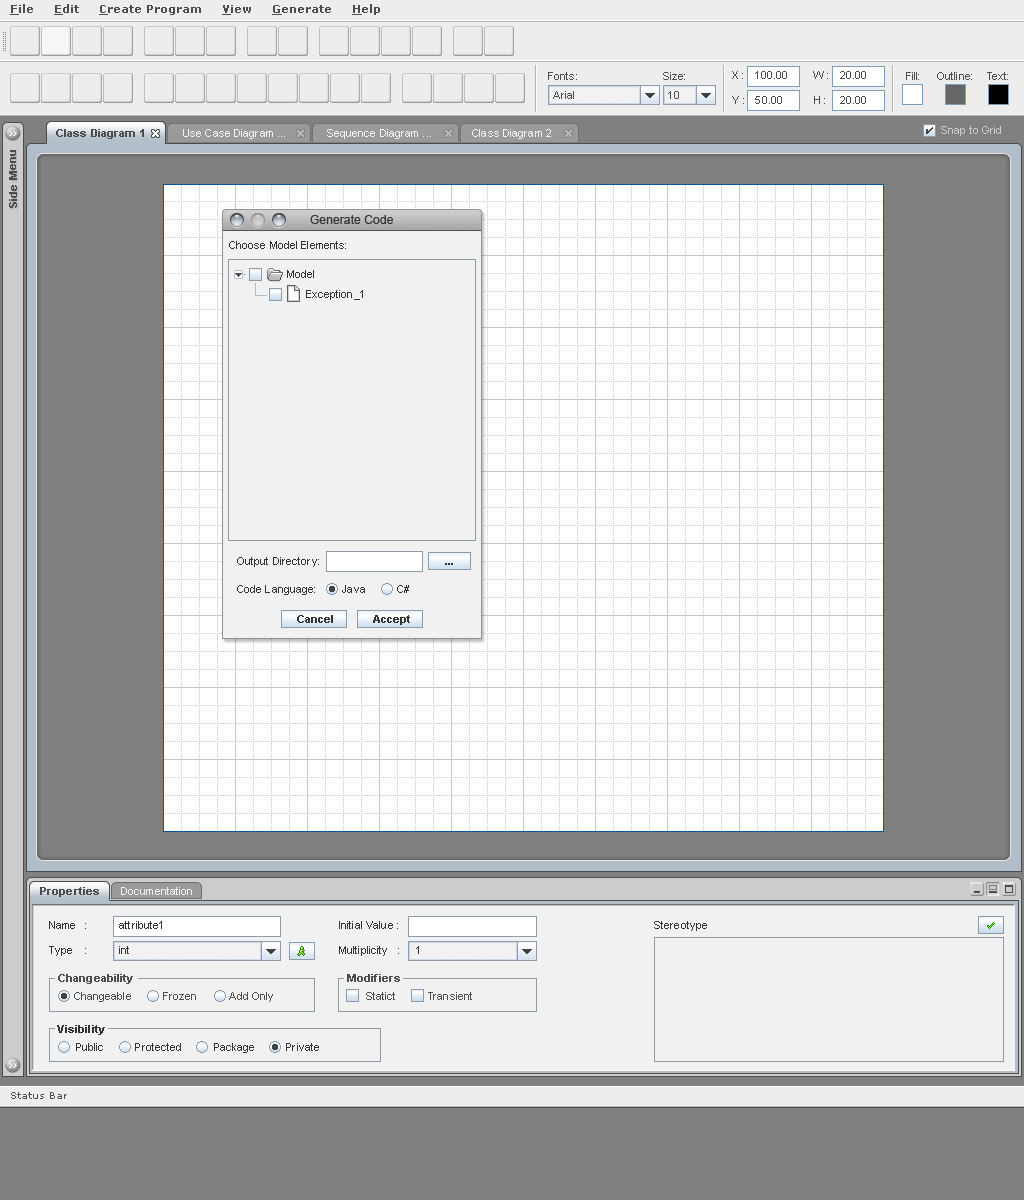 File Edit Create Program View Generate Help
Fonts: Size: X : 100.00 W : 20.00 Fill: Outline: Text:
Arial 10 Y : 50.00 H : 20.00
Class Diagram 1 Use Case Diagram ... Sequence Diagram ... Class Diagram 2 Snap to Grid
Side Menu
Generate Code
Choose Model Elements:
Model
Exception_1
Output Directory: ...
Code Language: Java C#
Cancel Accept
Properties Documentation
Name : attribute1 Initial Value : Stereotype
Type : int Multiplicity : 1
Changeability Modifiers
Changeable Frozen Add Only Statict Transient
Visibility
Public Protected Package Private
Status Bar